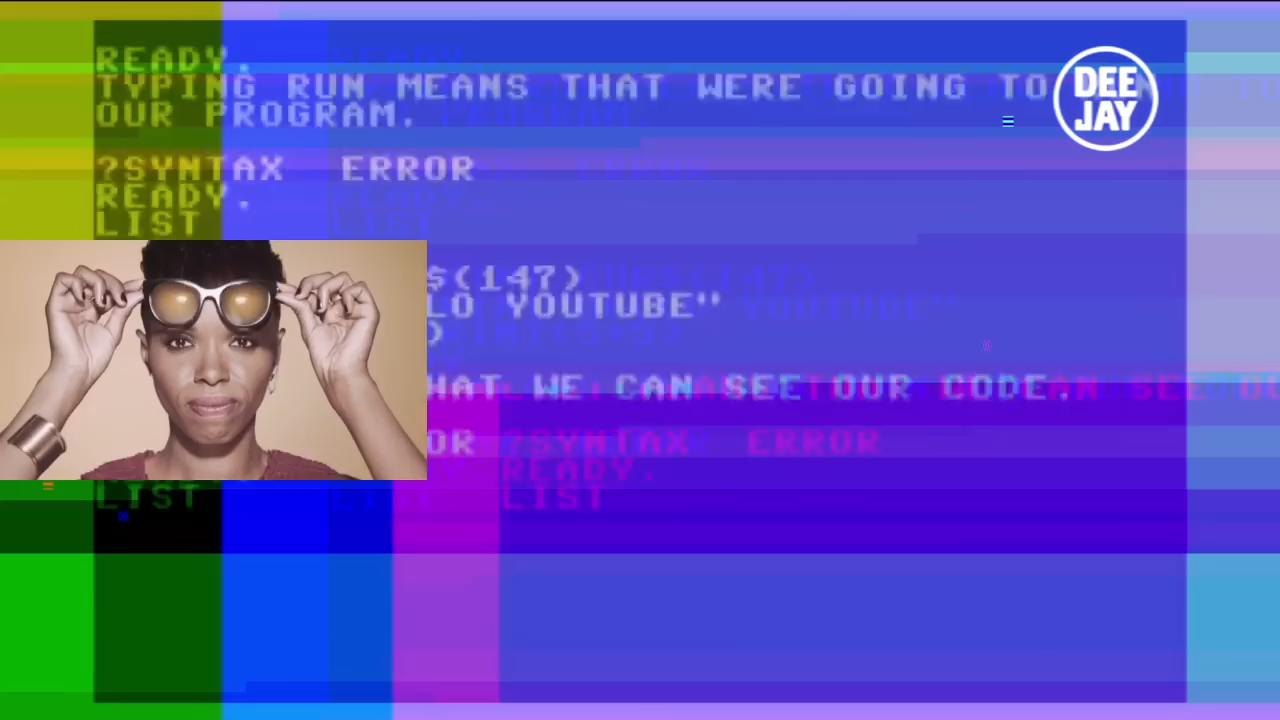 READY.
TYPING RUN MEANS THAT WERE GOING TO
OUR PROGRAM.
DEE
JAY
?SYNTAX ERROR
READY.
LIST
$(147)
LO YOUTUBE"
)
HAT WE CAN SEE OUR CODE.
OR ?SYNTAX ERROR
READY.
LIST LIST